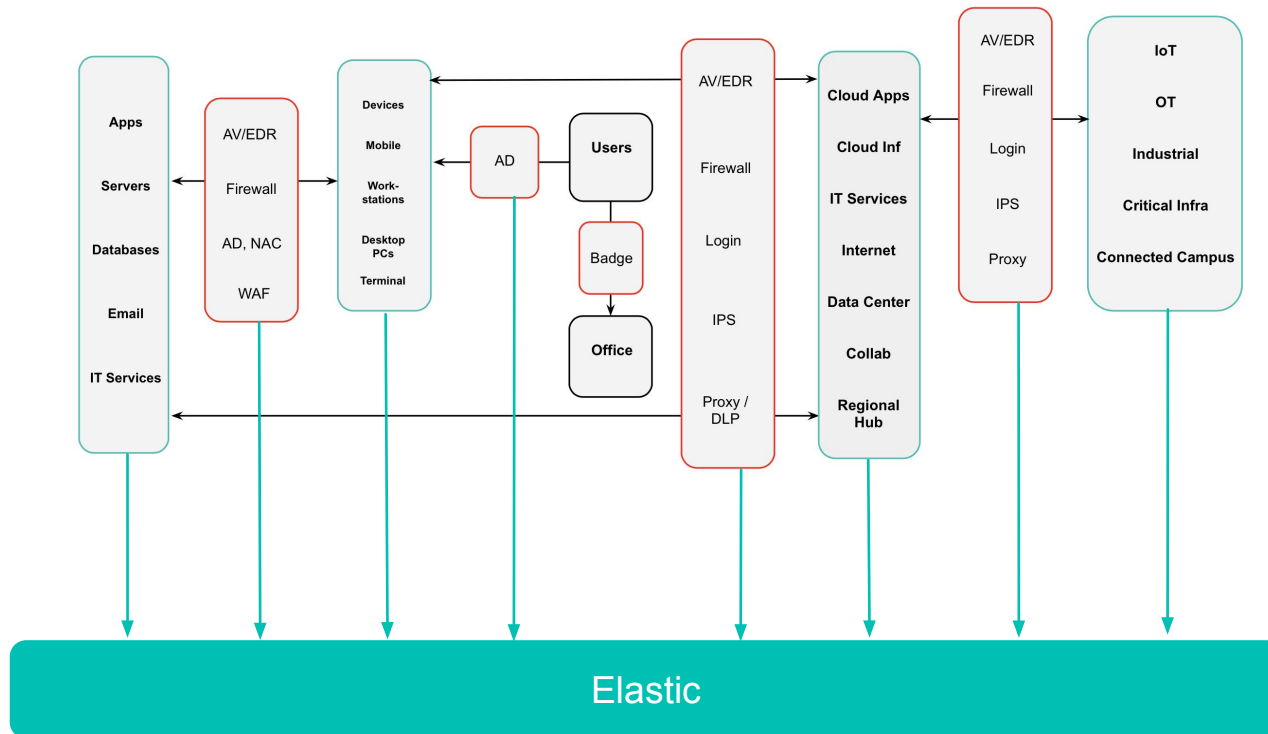 Apps
Servers
Databases
Email
IT Services
AV/EDR
Firewall
AD, NAC
WAF
Devices
Mobile
Work-
stations
Desktop
PCs
Terminal
AD
Users
Badge
Office
AV/EDR
Firewall
Login
IPS
Proxy /
DLP
Cloud Apps
Cloud Inf
IT Services
Internet
Data Center
Collab
Regional
Hub
AV/EDR
Firewall
Login
IPS
Proxy
IoT
OT
Industrial
Critical Infra
Connected Campus
Elastic